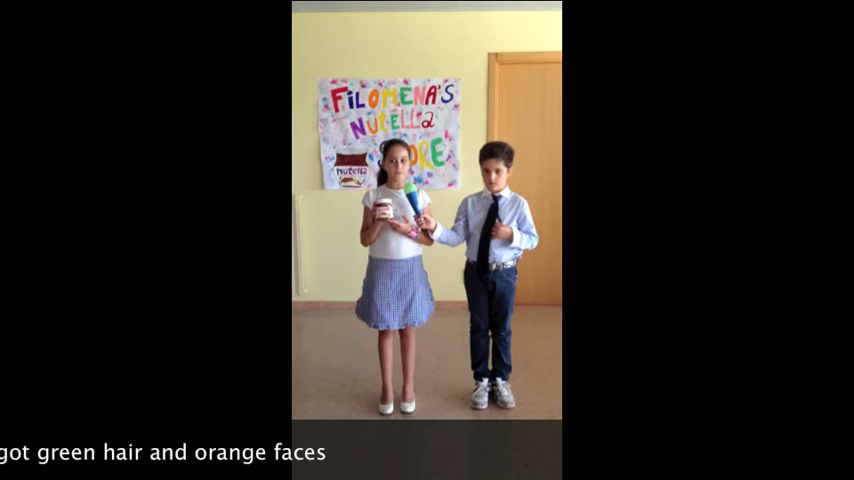 FILOMENA'S
NUTELLA
STORE
nutella
got green hair and orange faces